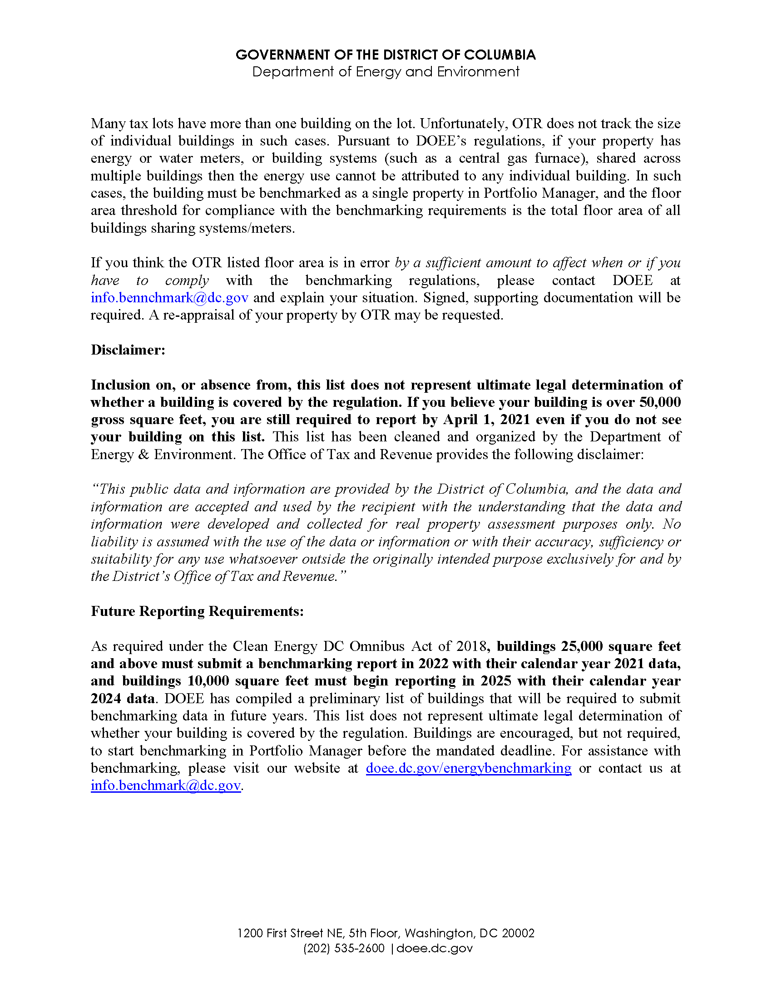 GOVERNMENT OF THE DISTRICT OF COLUMBIA
Department of Energy and Environment
Many tax lots have more than one building on the lot. Unfortunately, OTR does not track the size
of individual buildings in such cases. Pursuant to DOEE’s regulations, if your property has
energy or water meters, or building systems (such as a central gas furnace), shared across
multiple buildings then the energy use cannot be attributed to any individual building. In such
cases, the building must be benchmarked as a single property in Portfolio Manager, and the floor
area threshold for compliance with the benchmarking requirements is the total floor area of all
buildings sharing systems/meters.
If you think the OTR listed floor area is in error by a sufficient amount to affect when or if you
have to comply with the benchmarking regulations, please contact DOEE at
info.bennchmark@dc.gov and explain your situation. Signed, supporting documentation will be
required. A re-appraisal of your property by OTR may be requested.
Disclaimer:
Inclusion on, or absence from, this list does not represent ultimate legal determination of
whether a building is covered by the regulation. If you believe your building is over 50,000
gross square feet, you are still required to report by April 1, 2021 even if you do not see
your building on this list. This list has been cleaned and organized by the Department of
Energy & Environment. The Office of Tax and Revenue provides the following disclaimer:
“This public data and information are provided by the District of Columbia, and the data and
information are accepted and used by the recipient with the understanding that the data and
information were developed and collected for real property assessment purposes only. No
liability is assumed with the use of the data or information or with their accuracy, sufficiency or
suitability for any use whatsoever outside the originally intended purpose exclusively for and by
the District’s Office of Tax and Revenue.”
Future Reporting Requirements:
As required under the Clean Energy DC Omnibus Act of 2018, buildings 25,000 square feet
and above must submit a benchmarking report in 2022 with their calendar year 2021 data,
and buildings 10,000 square feet must begin reporting in 2025 with their calendar year
2024 data. DOEE has compiled a preliminary list of buildings that will be required to submit
benchmarking data in future years. This list does not represent ultimate legal determination of
whether your building is covered by the regulation. Buildings are encouraged, but not required,
to start benchmarking in Portfolio Manager before the mandated deadline. For assistance with
benchmarking, please visit our website at doee.dc.gov/energybenchmarking or contact us at
info.benchmark@dc.gov.
1200 First Street NE, 5th Floor, Washington, DC 20002
(202) 535-2600 | doee.dc.gov